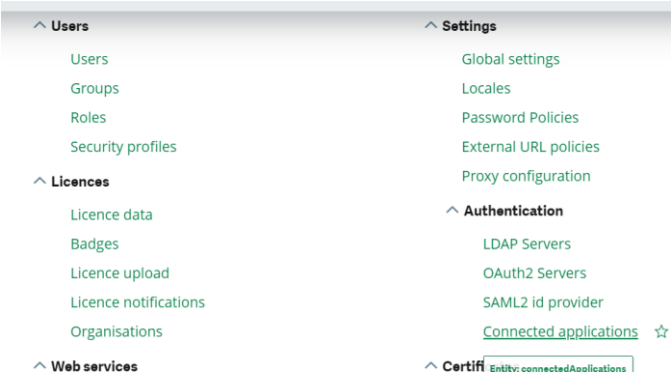 Users
Users
Groups
Roles
Security profiles
Licences
Licence data
Badges
Licence upload
Licence notifications
Organisations
Web services
Settings
Global settings
Locales
Password Policies
External URL policies
Proxy configuration
Authentication
LDAP Servers
OAuth2 Servers
SAML2 id provider
Connected applications
Entity: connectedApplications